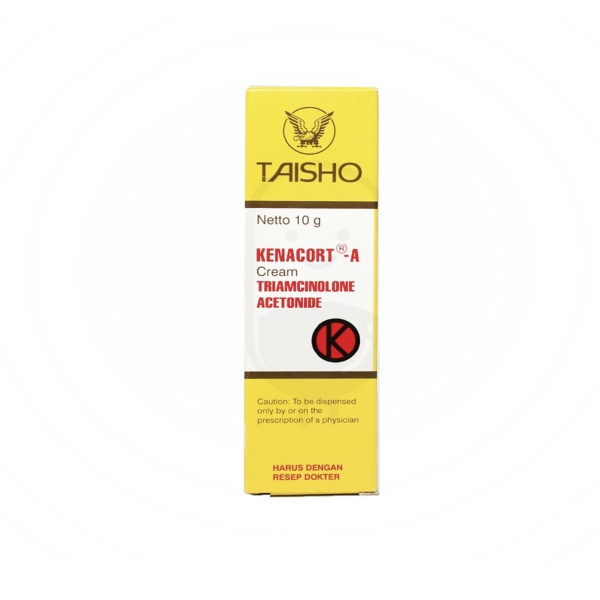 TAISHO
Netto 10 g
KENACORT®-A
Cream
TRIAMCINOLONE
ACETONIDE
K
Caution: To be dispensed
only by or on the
prescription of a physician
HARUS DENGAN
RESEP DOKTER